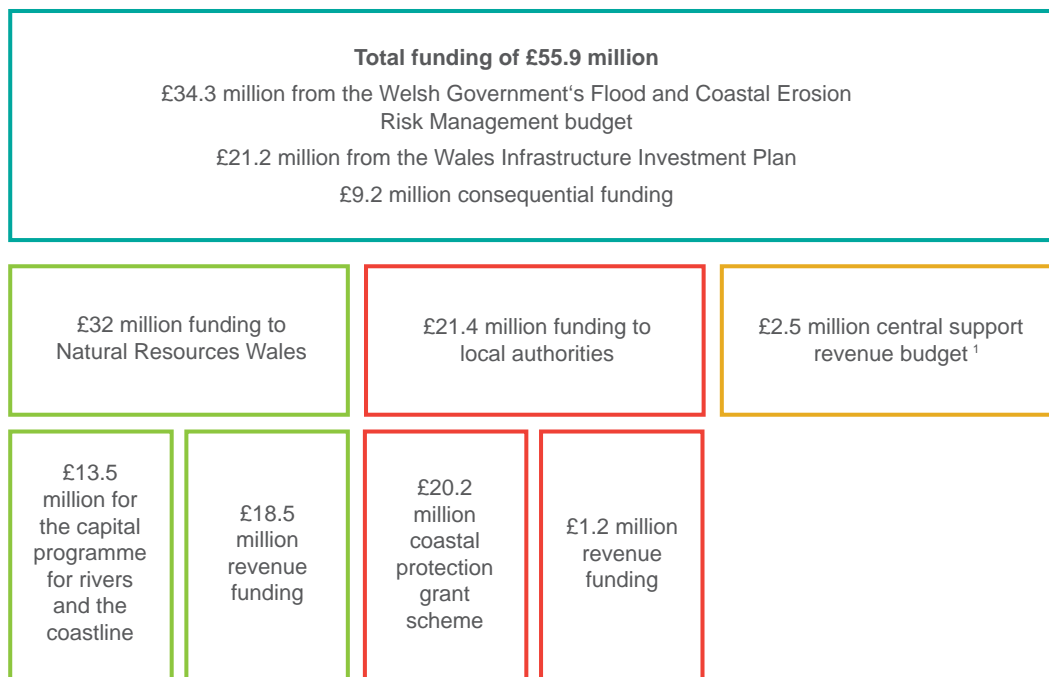 Total funding of £55.9 million
£34.3 million from the Welsh Government‘s Flood and Coastal Erosion
Risk Management budget
£21.2 million from the Wales Infrastructure Investment Plan
£9.2 million consequential funding
£32 million funding to
Natural Resources Wales
£21.4 million funding to
local authorities
£2.5 million central support
revenue budget 1
£13.5
million for
the capital
programme
for rivers
and the
coastline
£18.5
million
revenue
funding
£20.2
million
coastal
protection
grant
scheme
£1.2 million
revenue
funding